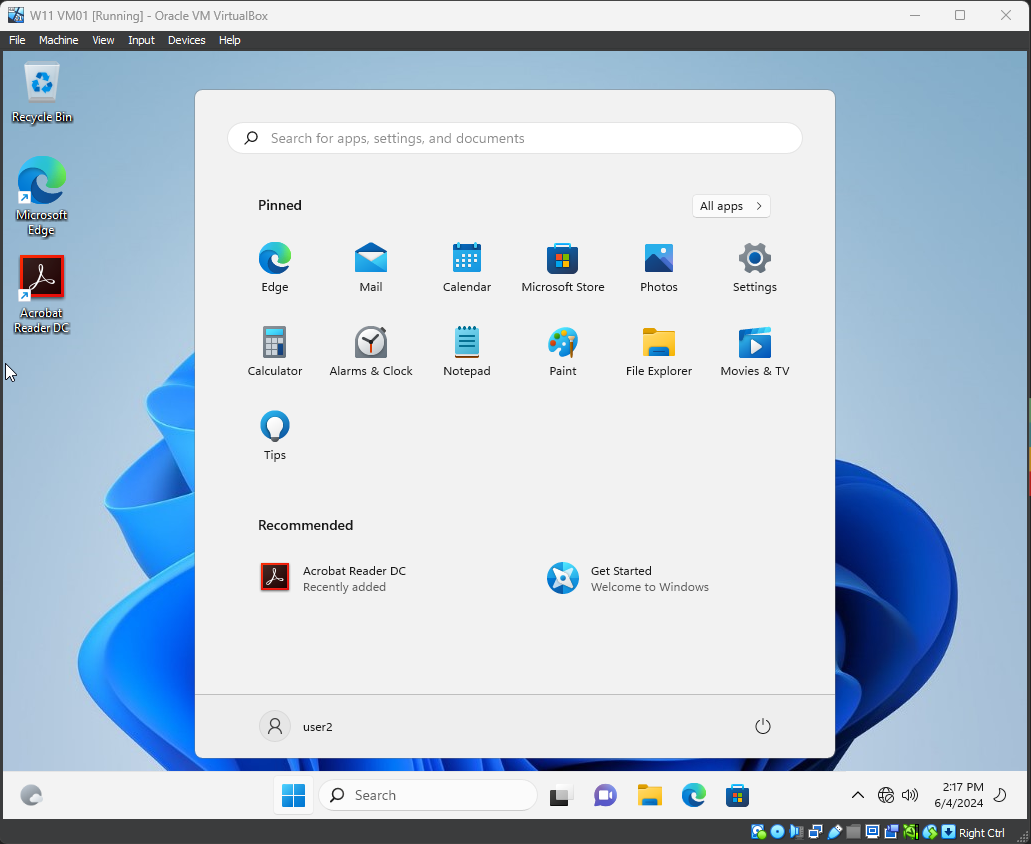 W11 VM01 [Running] - Oracle VM VirtualBox
File Machine View Input Devices Help
Recycle Bin
Microsoft
Edge
Acrobat
Reader DC
Search for apps, settings, and documents
Pinned
All apps
Edge
Mail
Calendar
Microsoft Store
Photos
Settings
Calculator
Alarms & Clock
Notepad
Paint
File Explorer
Movies & TV
Tips
Recommended
Acrobat Reader DC
Recently added
Get Started
Welcome to Windows
user2
Search
2:17 PM
6/4/2024
Right Ctrl